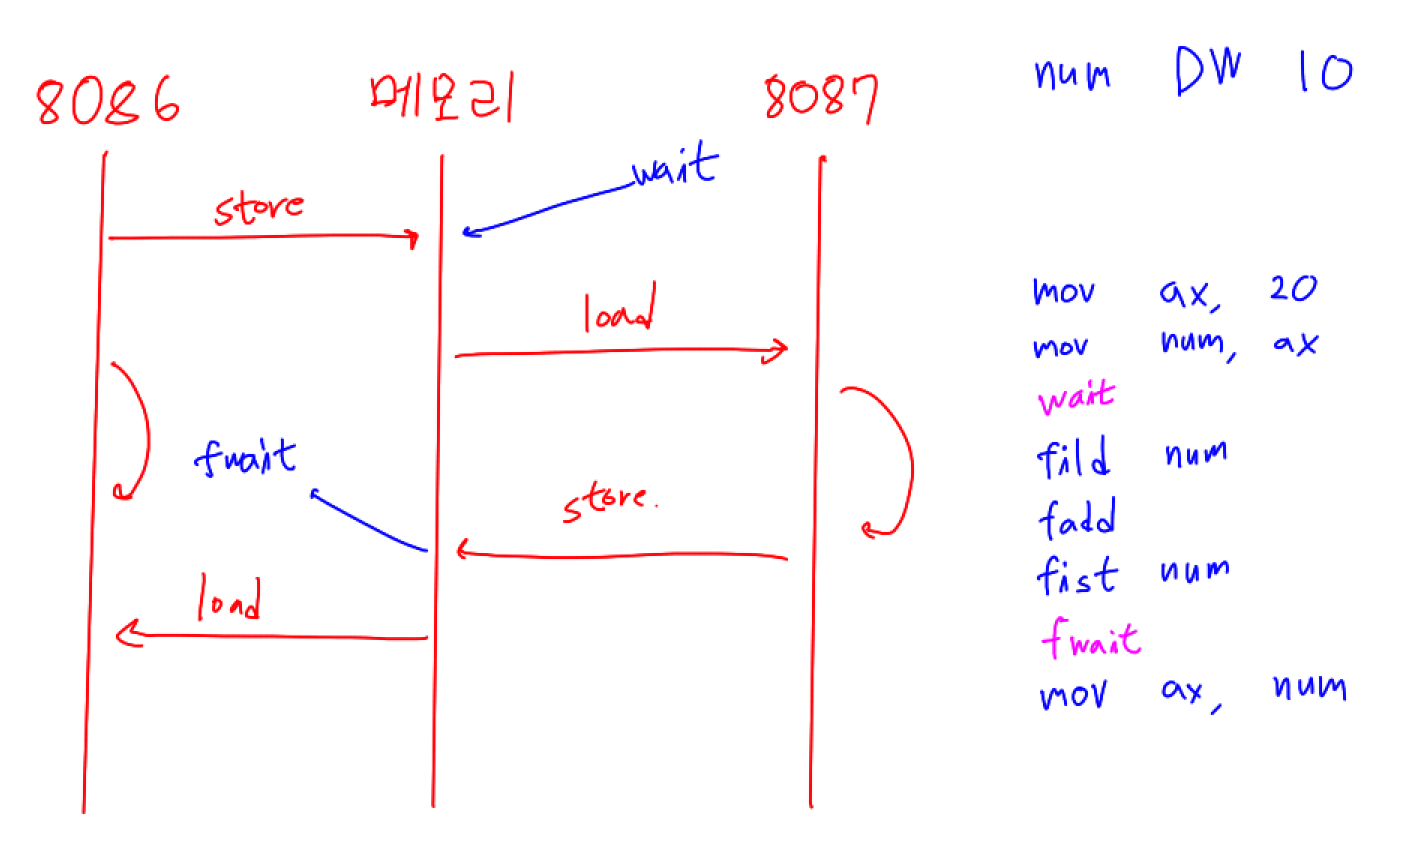 8086 메모리 8087
wait
store
load
fwait
store.
load
num DW 10
mov ax, 20
mov num, ax
wait
fild num
fadd
fist num
fwait
mov ax, num